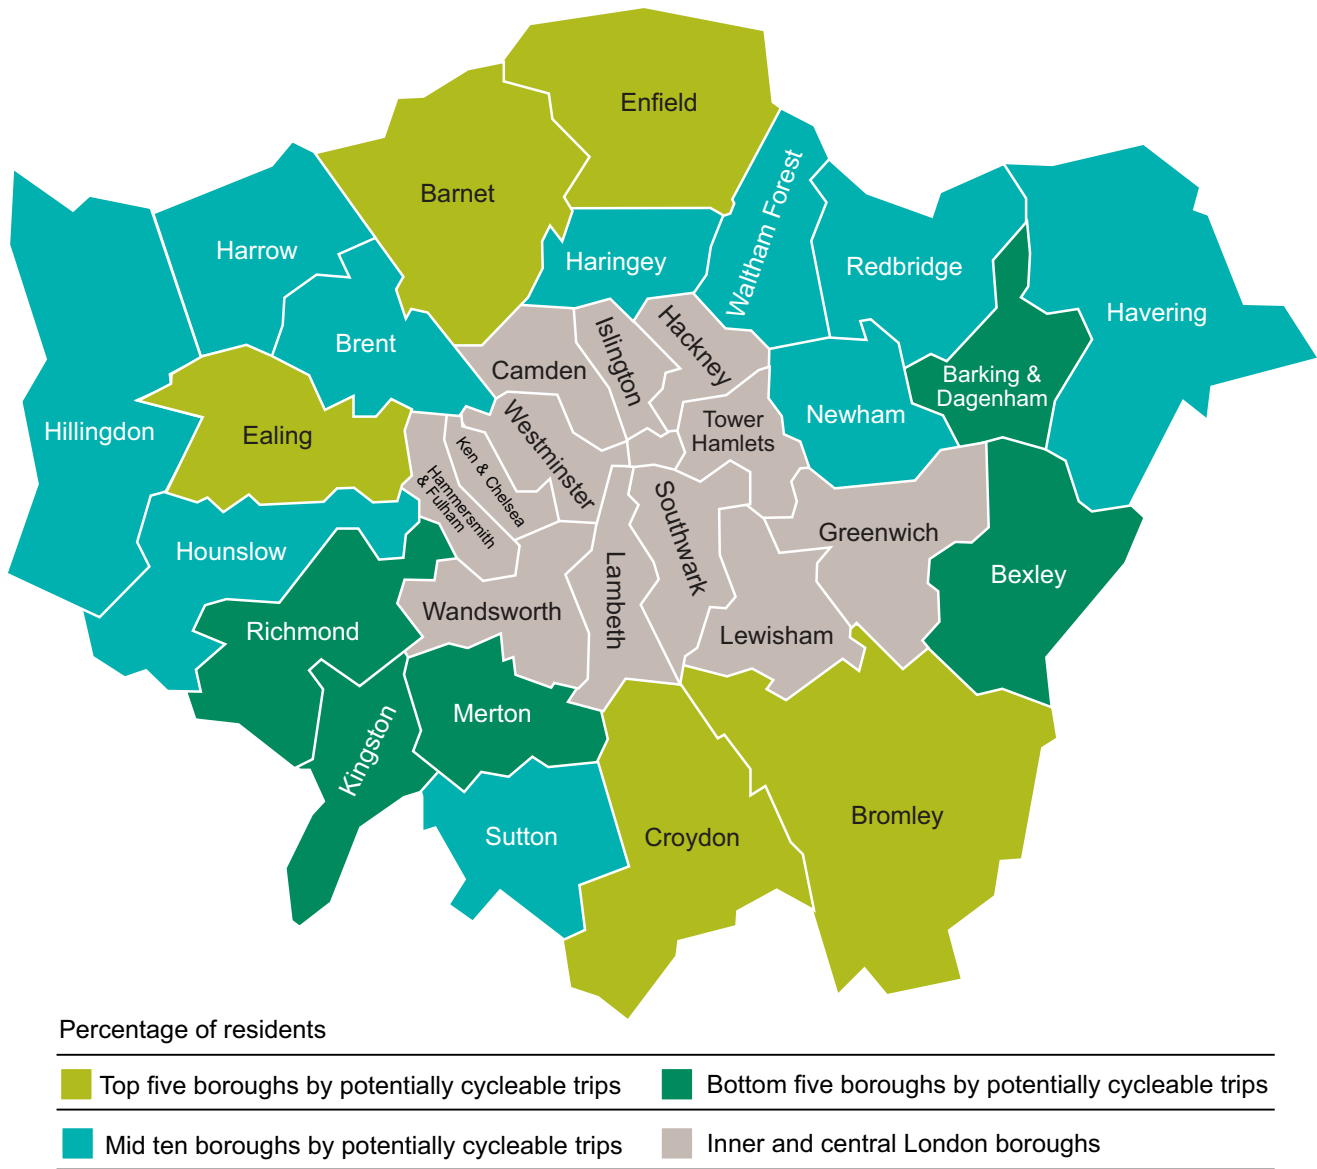 Enfield
Barnet
Waltham Forest
Harrow
Haringey
Redbridge
Havering
Brent
Hackney
Islington
Camden
Barking &
Dagenham
Newham
Tower
Hamlets
Hillingdon
Ealing
Westminster
Ken & Chelsea
Hammersmith
& Fulham
Southwark
Greenwich
Hounslow
Bexley
Lambeth
Wandsworth
Richmond
Lewisham
Merton
Kingston
Sutton
Croydon
Bromley
Percentage of residents
Top five boroughs by potentially cycleable trips
Bottom five boroughs by potentially cycleable trips
Mid ten boroughs by potentially cycleable trips
Inner and central London boroughs